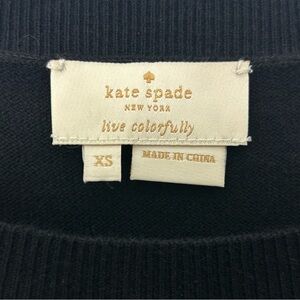 kate spade
NEW YORK
live colorfully
XS
MADE IN CHINA